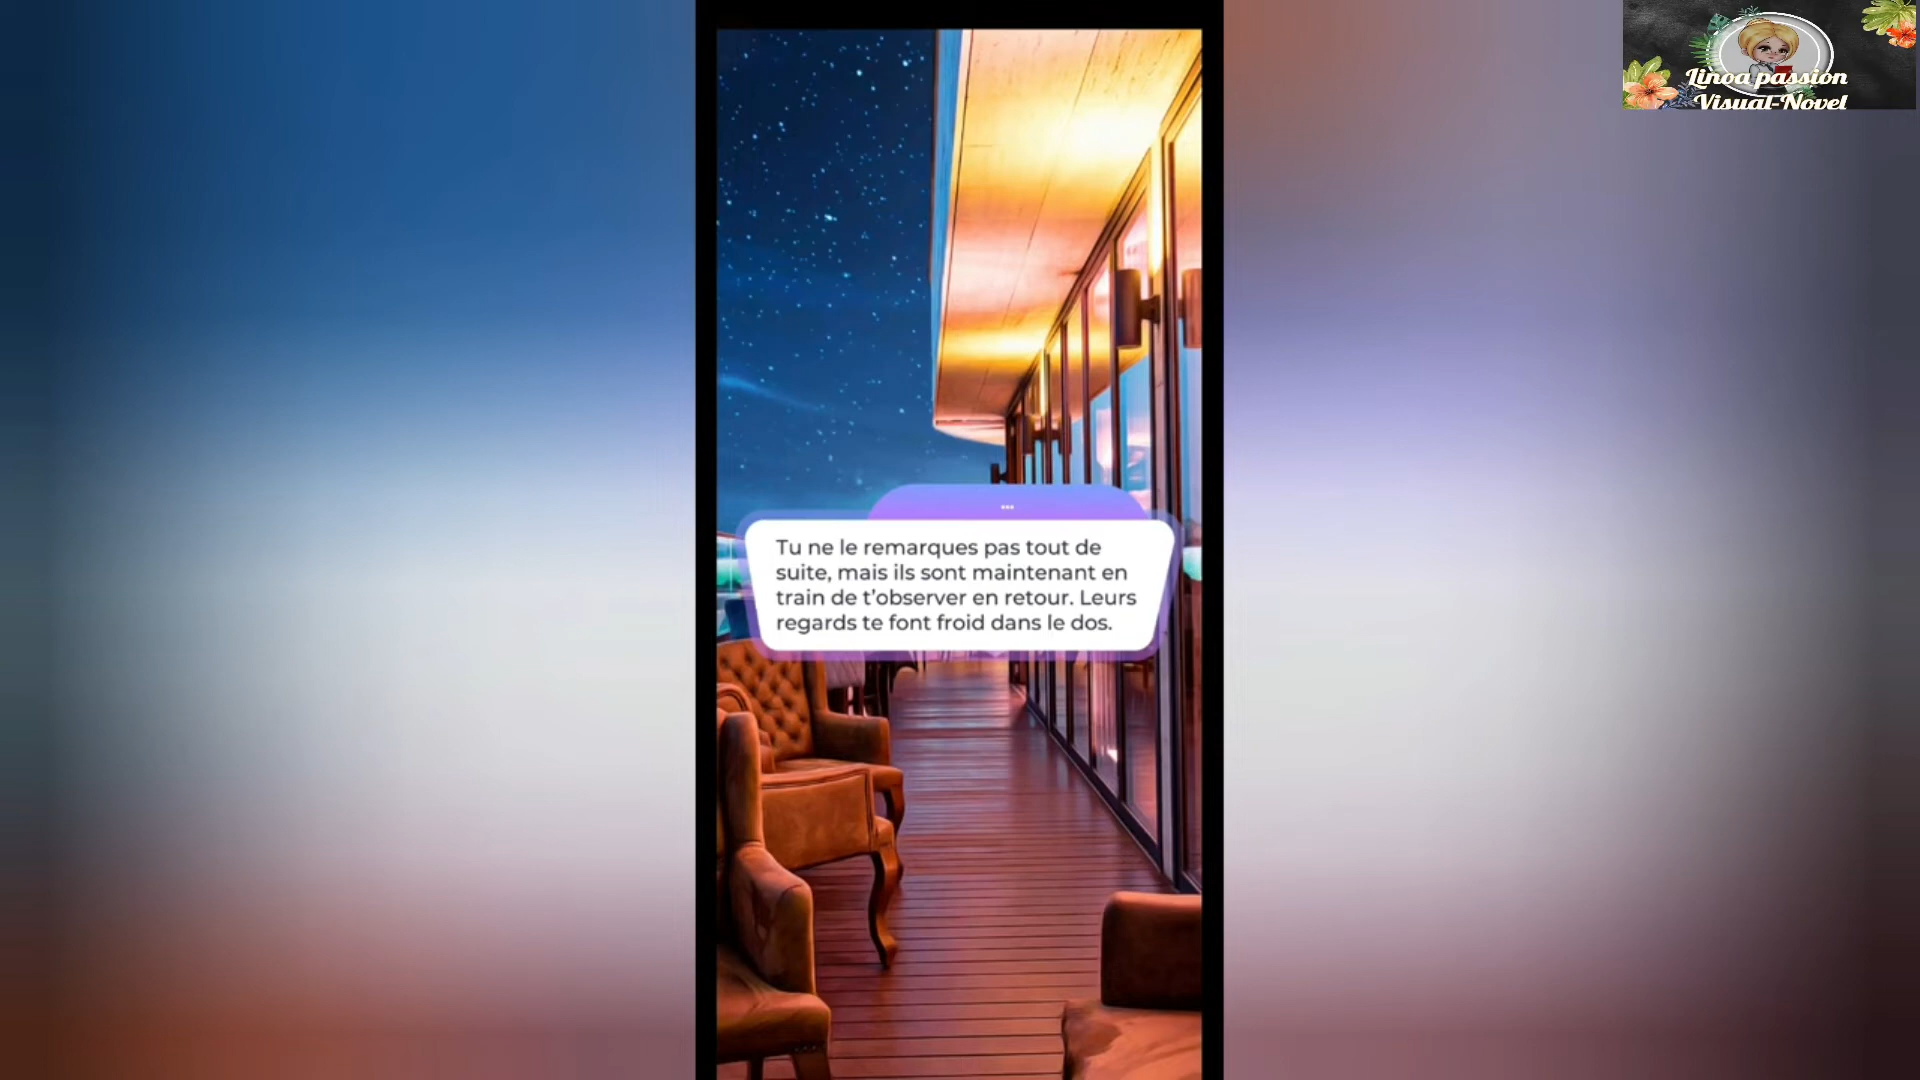 Linoa passion
Visual-Novel
...
Tu ne le remarques pas tout de
suite, mais ils sont maintenant en
train de t'observer en retour. Leurs
regards te font froid dans le dos.